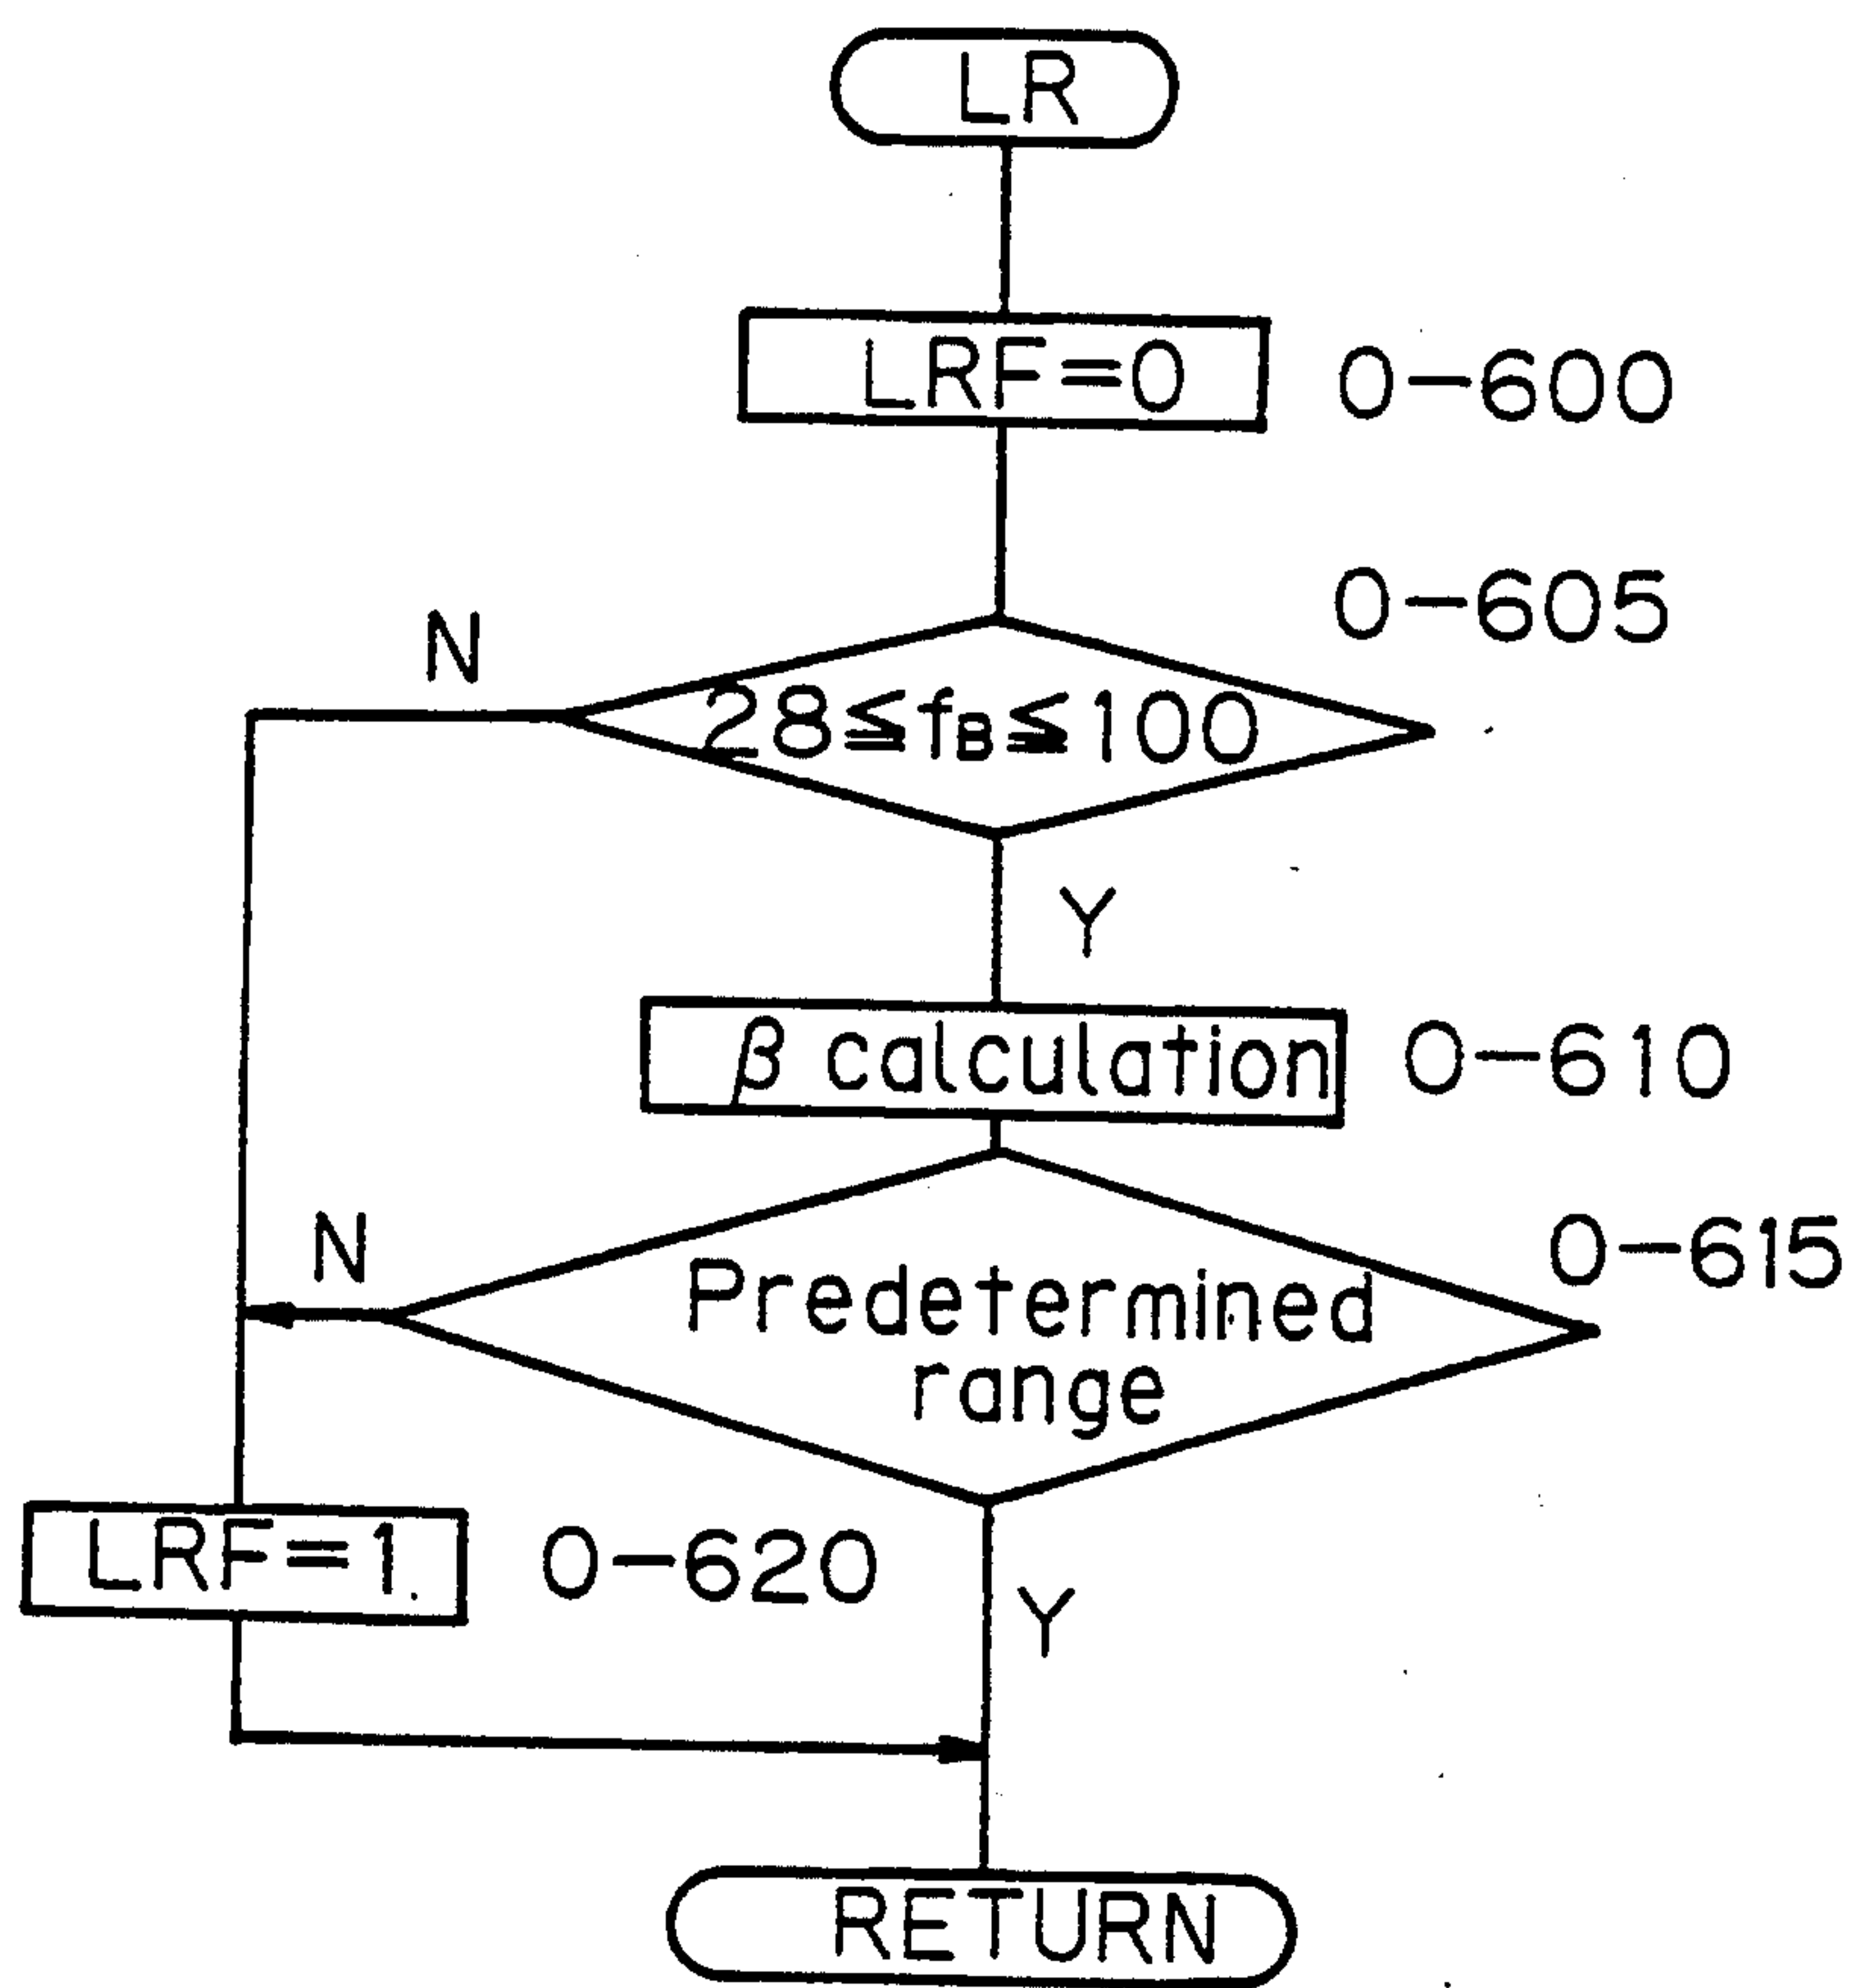 LR
LRF=0
0-600
0-605
N
28≦fB≦100
Y
β calculation
0-610
0-615
N
Predetermined
range
LRF=1
0-620
Y
RETURN